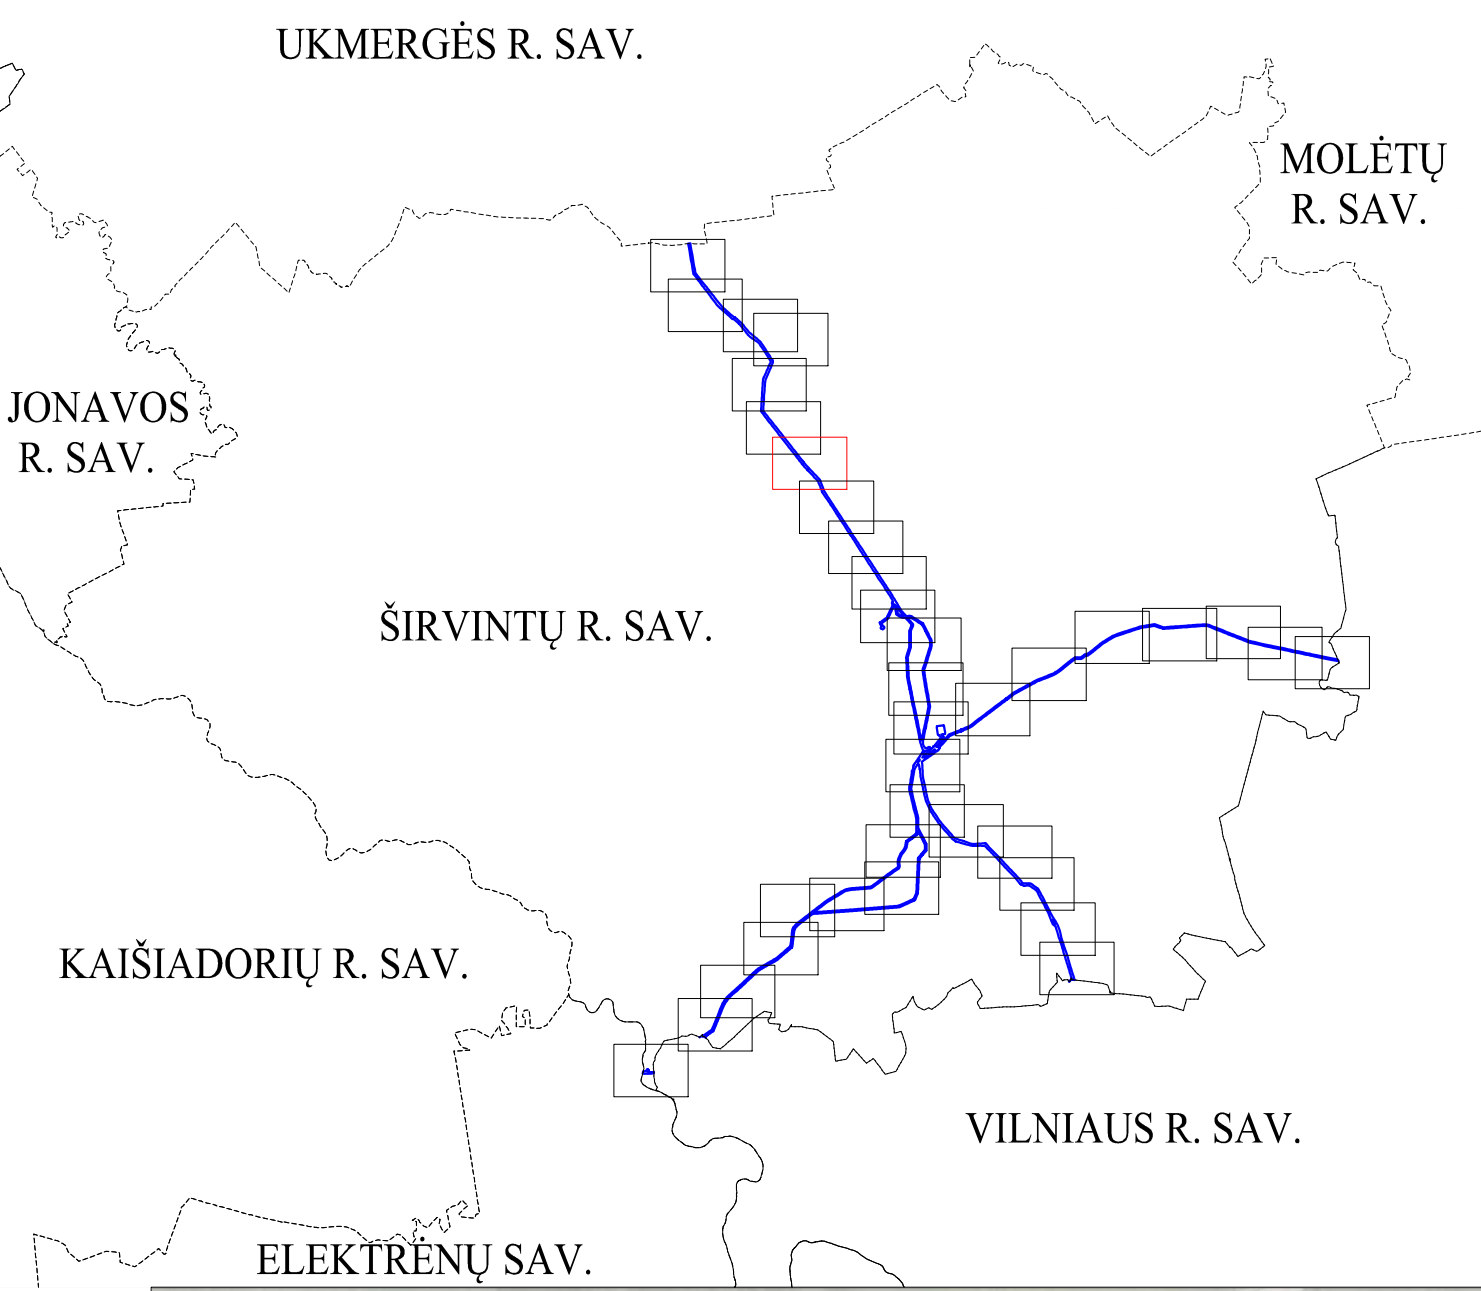 UKMERGĖS R. SAV.
MOLĖTŲ
R. SAV.
JONAVOS
R. SAV.
ŠIRVINTŲ R. SAV.
KAIŠIADORIŲ R. SAV.
VILNIAUS R. SAV.
ELEKTRĖNŲ SAV.